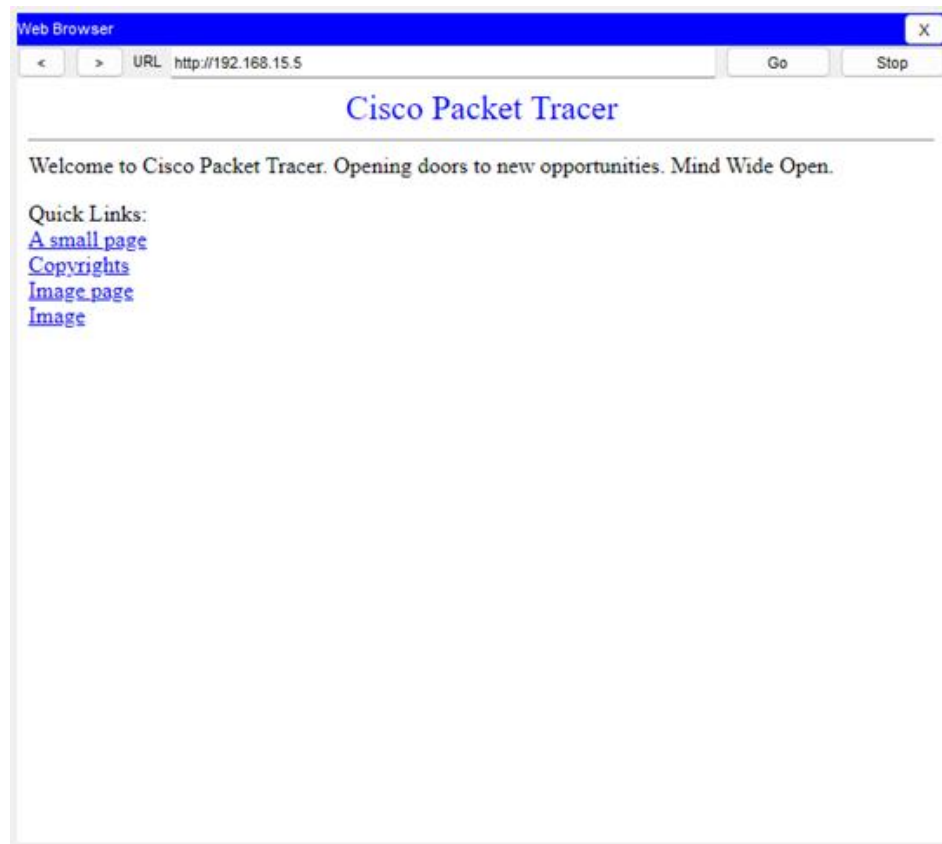 Web Browser X
< > URL http://192.168.15.5 Go Stop
Cisco Packet Tracer
Welcome to Cisco Packet Tracer. Opening doors to new opportunities. Mind Wide Open.
Quick Links:
A small page
Copyrights
Image page
Image